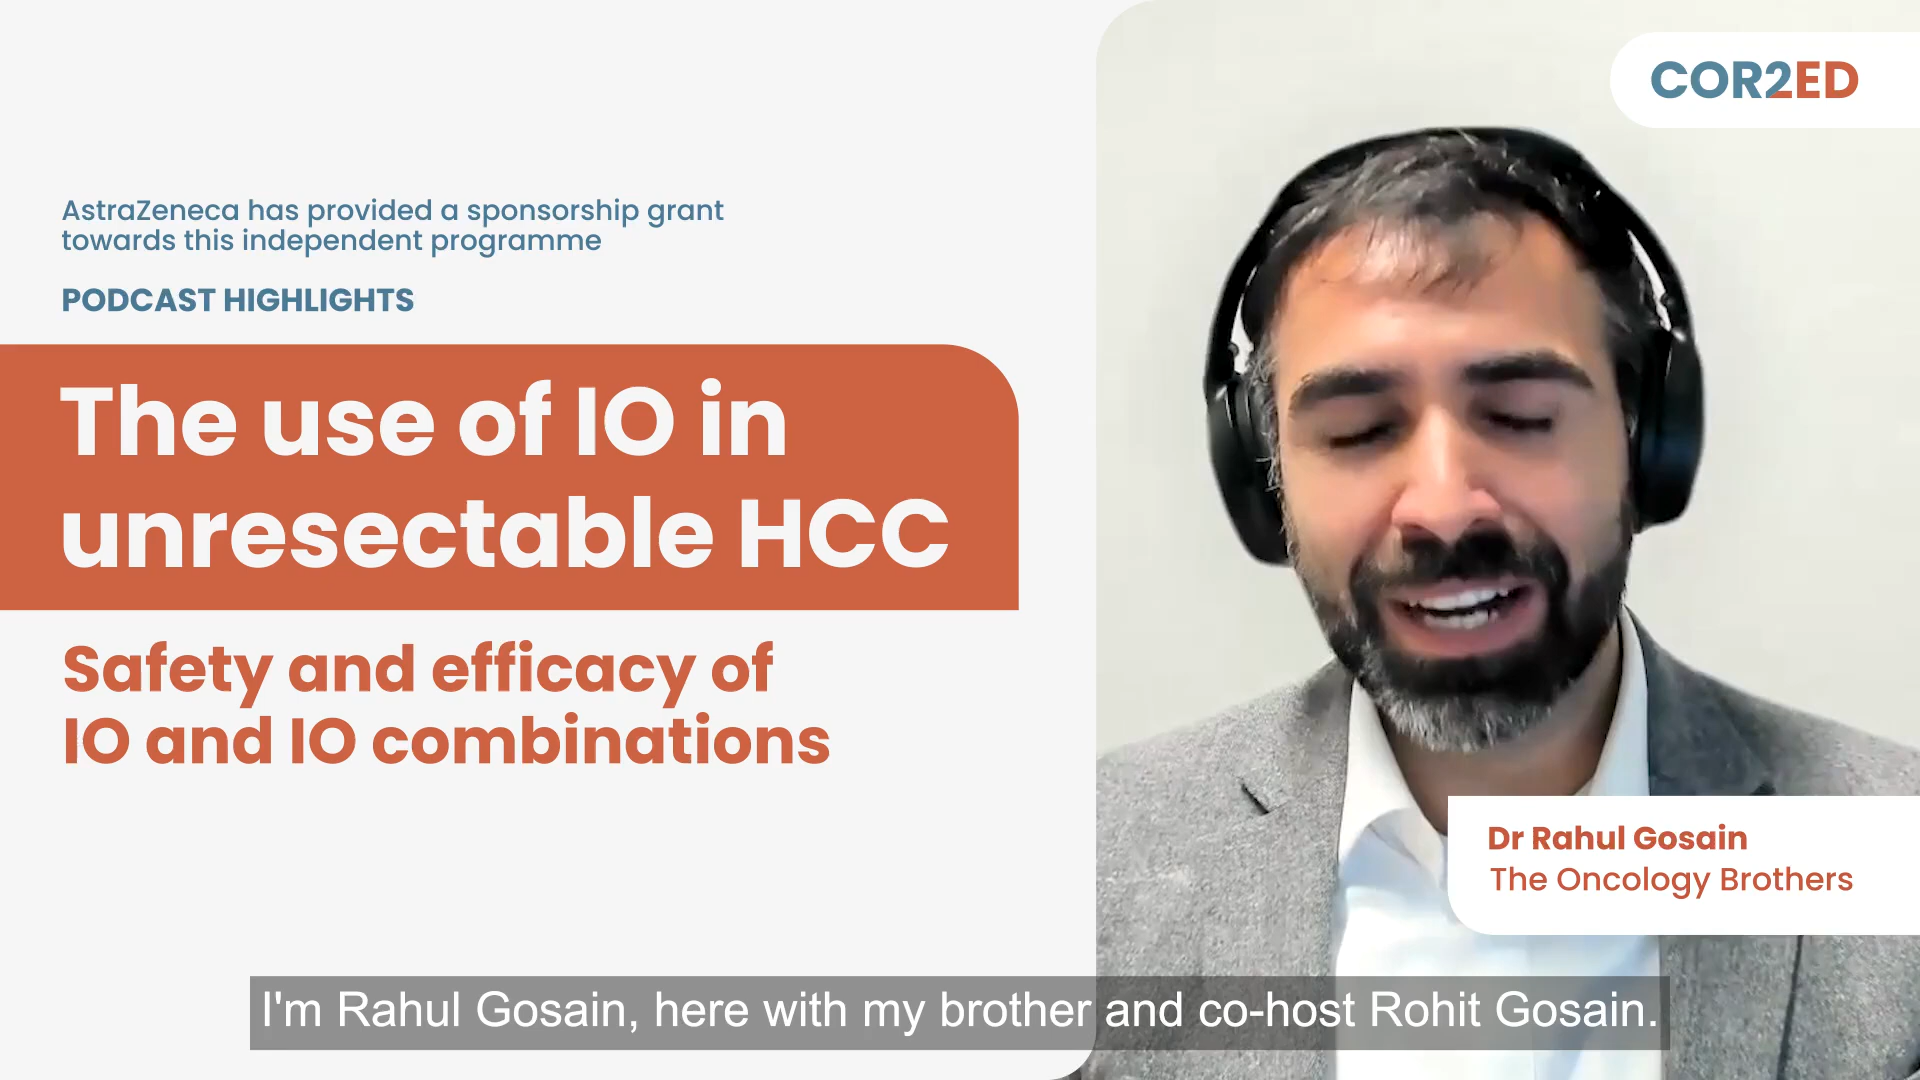 COR2ED
AstraZeneca has provided a sponsorship grant
towards this independent programme
PODCAST HIGHLIGHTS
The use of IO in
unresectable HCC
Safety and efficacy of
IO and IO combinations
Dr Rahul Gosain
The Oncology Brothers
I'm Rahul Gosain, here with my brother and co-host Rohit Gosain.